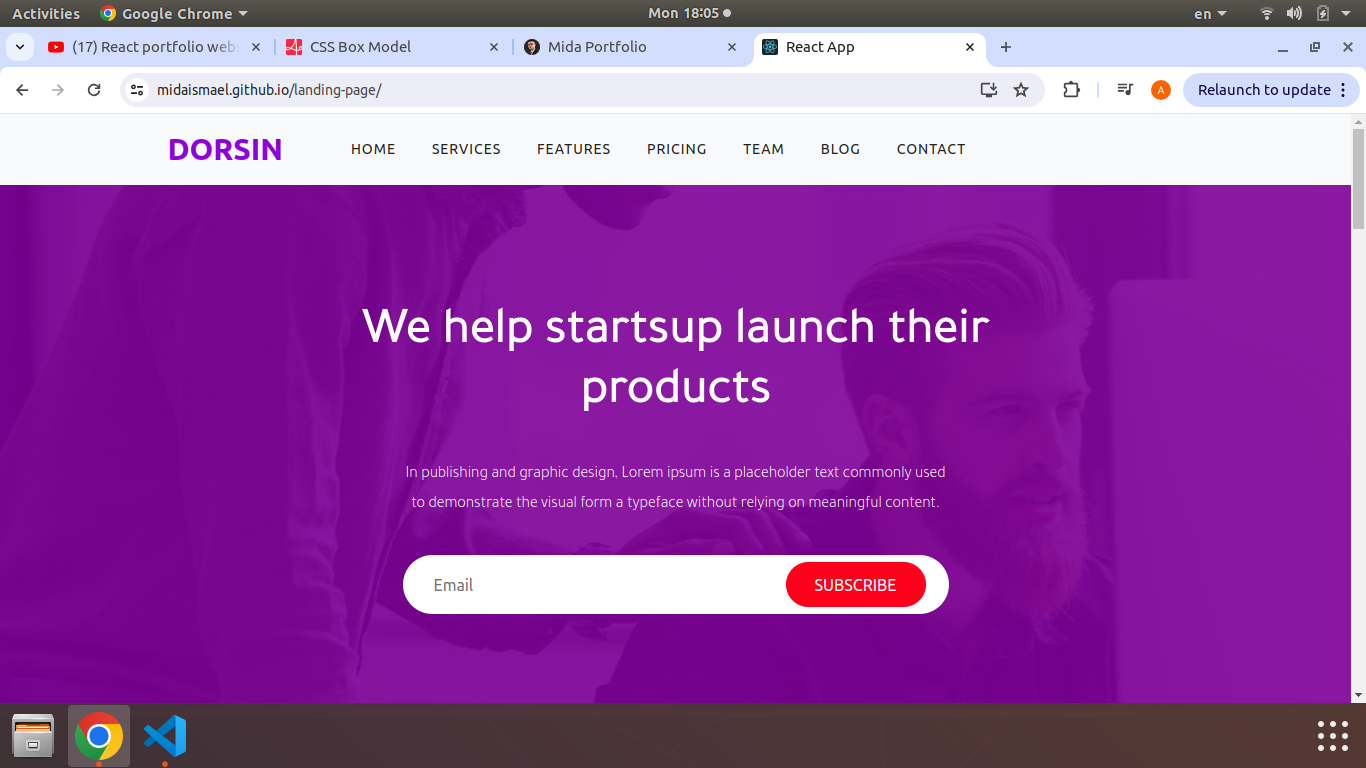 Activities Google Chrome Mon 18:05 en
(17) React portfolio webs CSS Box Model Mida Portfolio React App
midaismael.github.io/landing-page/ A Relaunch to update
DORSIN HOME SERVICES FEATURES PRICING TEAM BLOG CONTACT
We help startsup launch their
products
In publishing and graphic design, Lorem ipsum is a placeholder text commonly used
to demonstrate the visual form a typeface without relying on meaningful content.
Email SUBSCRIBE